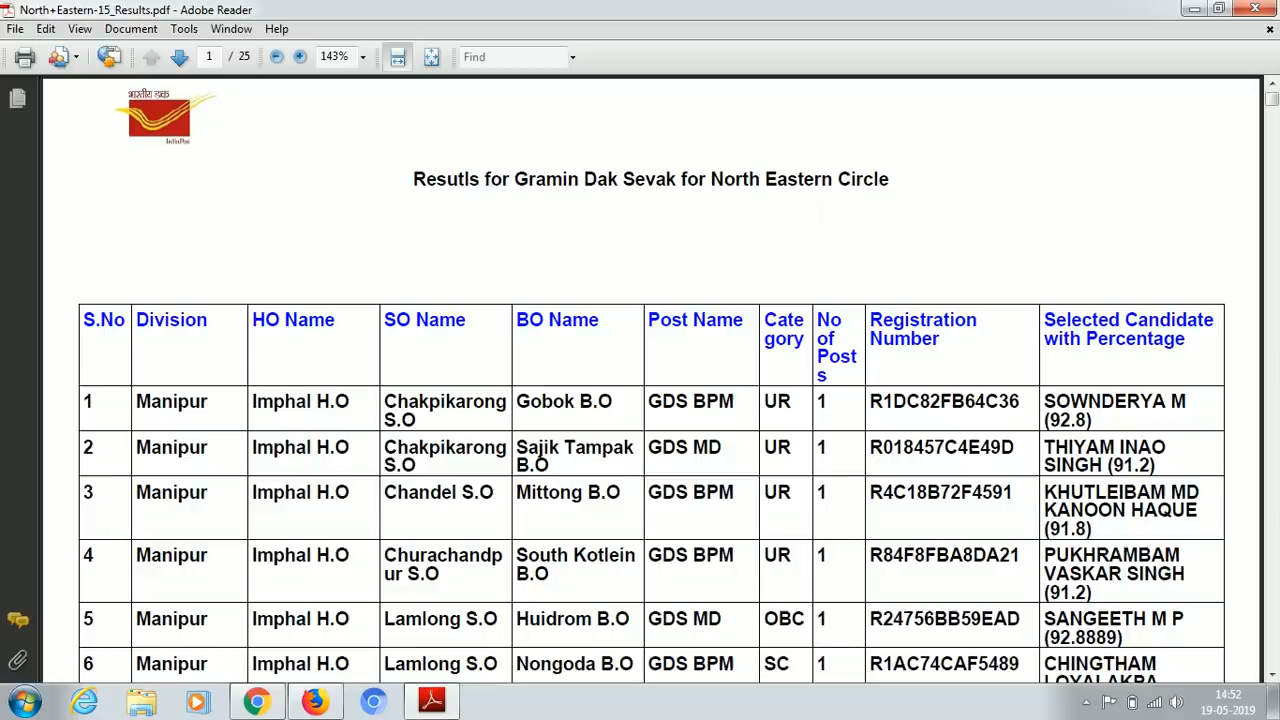 North+Eastern-15_Results.pdf - Adobe Reader
File Edit View Document Tools Window Help
1 / 25 143% Find
भारतीय डाक
Resutls for Gramin Dak Sevak for North Eastern Circle
S.No Division HO Name SO Name BO Name Post Name Cate No Registration Selected Candidate
gory of Number with Percentage
Post
s
1 Manipur Imphal H.O Chakpikarong Gobok B.O GDS BPM UR 1 R1DC82FB64C36 SOWNDERYA M
S.O (92.8)
2 Manipur Imphal H.O Chakpikarong Sajik Tampak GDS MD UR 1 R018457C4E49D THIYAM INAO
S.O B.O SINGH (91.2)
3 Manipur Imphal H.O Chandel S.O Mittong B.O GDS BPM UR 1 R4C18B72F4591 KHUTLEIBAM MD
KANOON HAQUE
(91.8)
4 Manipur Imphal H.O Churachandp South Kotlein GDS BPM UR 1 R84F8FBA8DA21 PUKHRAMBAM
ur S.O B.O VASKAR SINGH
(91.2)
5 Manipur Imphal H.O Lamlong S.O Huidrom B.O GDS MD OBC 1 R24756BB59EAD SANGEETH M P
(92.8889)
6 Manipur Imphal H.O Lamlong S.O Nongoda B.O GDS BPM SC 1 R1AC74CAF5489 CHINGTHAM
LOYALAKPA
14:52
19-05-2019